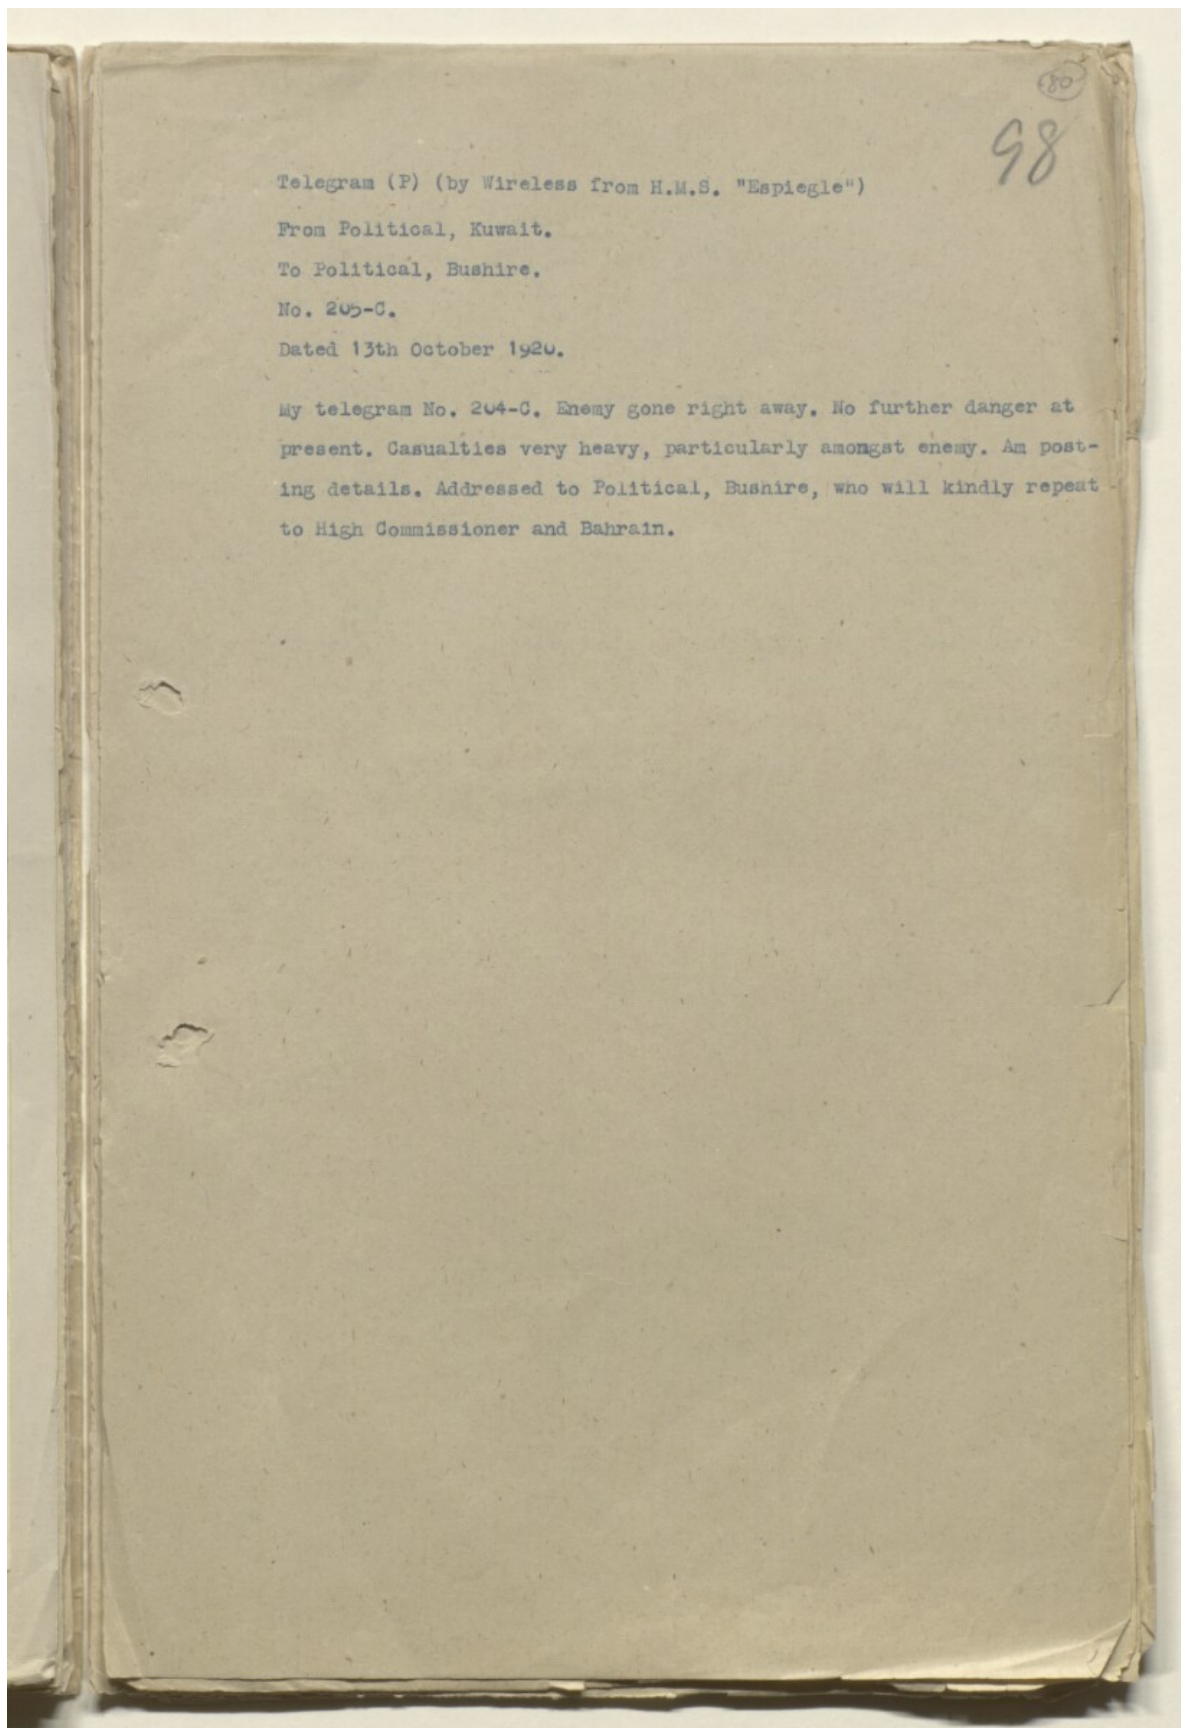 80
98
Telegram (P) (by Wireless from H.M.S. "Espiegle")
From Political, Kuwait.
To Political, Bushire.
No. 205-C.
Dated 13th October 1920.
My telegram No. 204-C. Enemy gone right away. No further danger at
present. Casualties very heavy, particularly amongst enemy. Am post-
ing details. Addressed to Political, Bushire, who will kindly repeat
to High Commissioner and Bahrain.